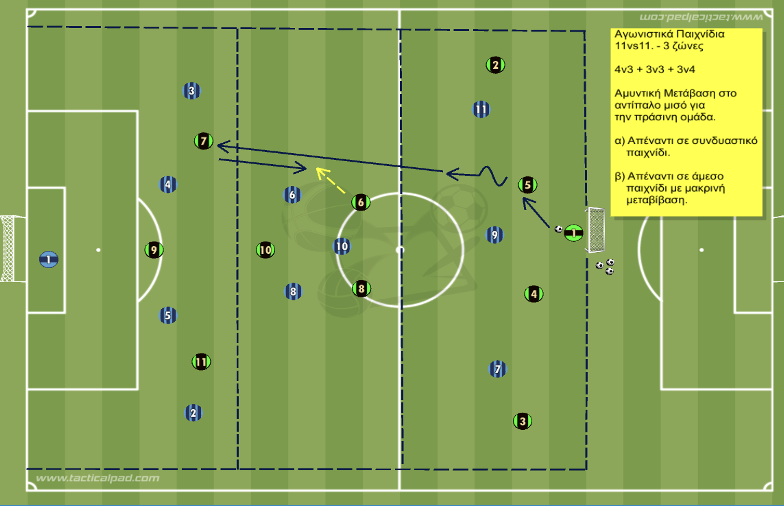 www.tacticalpad.com
Αγωνιστικά Παιχνίδια
11vs11. - 3 ζώνες
4v3 + 3v3 + 3v4
Αμυντική Μετάβαση στο
αντίπαλο μισό για
την πράσινη ομάδα.
α) Απέναντι σε συνδυαστικό
παιχνίδι.
β) Απέναντι σε άμεσο
παιχνίδι με μακρινή
μεταβίβαση.
2
3
11
7
4
5
6
6
1
9
10
9
10
1
8
8
4
5
11
7
2
3
www.tacticalpad.com